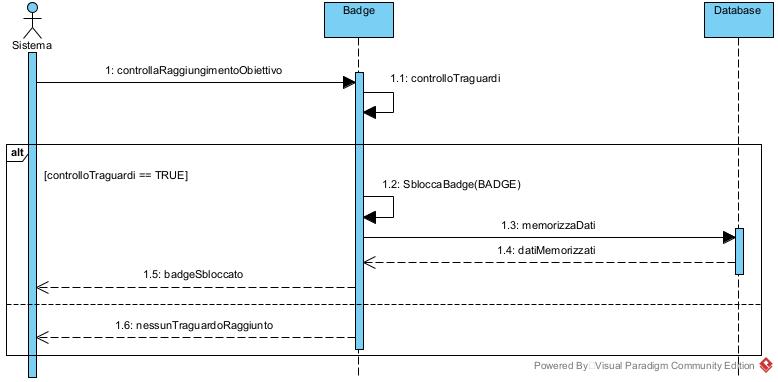 Badge
Database
Sistema
1: controllaRaggiungimentoObiettivo
1.1: controlloTraguardi
alt
[controlloTraguardi == TRUE]
1.2: SbloccaBadge(BADGE)
1.3: memorizzaDati
1.4: datiMemorizzati
1.5: badgeSbloccato
1.6: nessunTraguardoRaggiunto
Powered By Visual Paradigm Community Edition